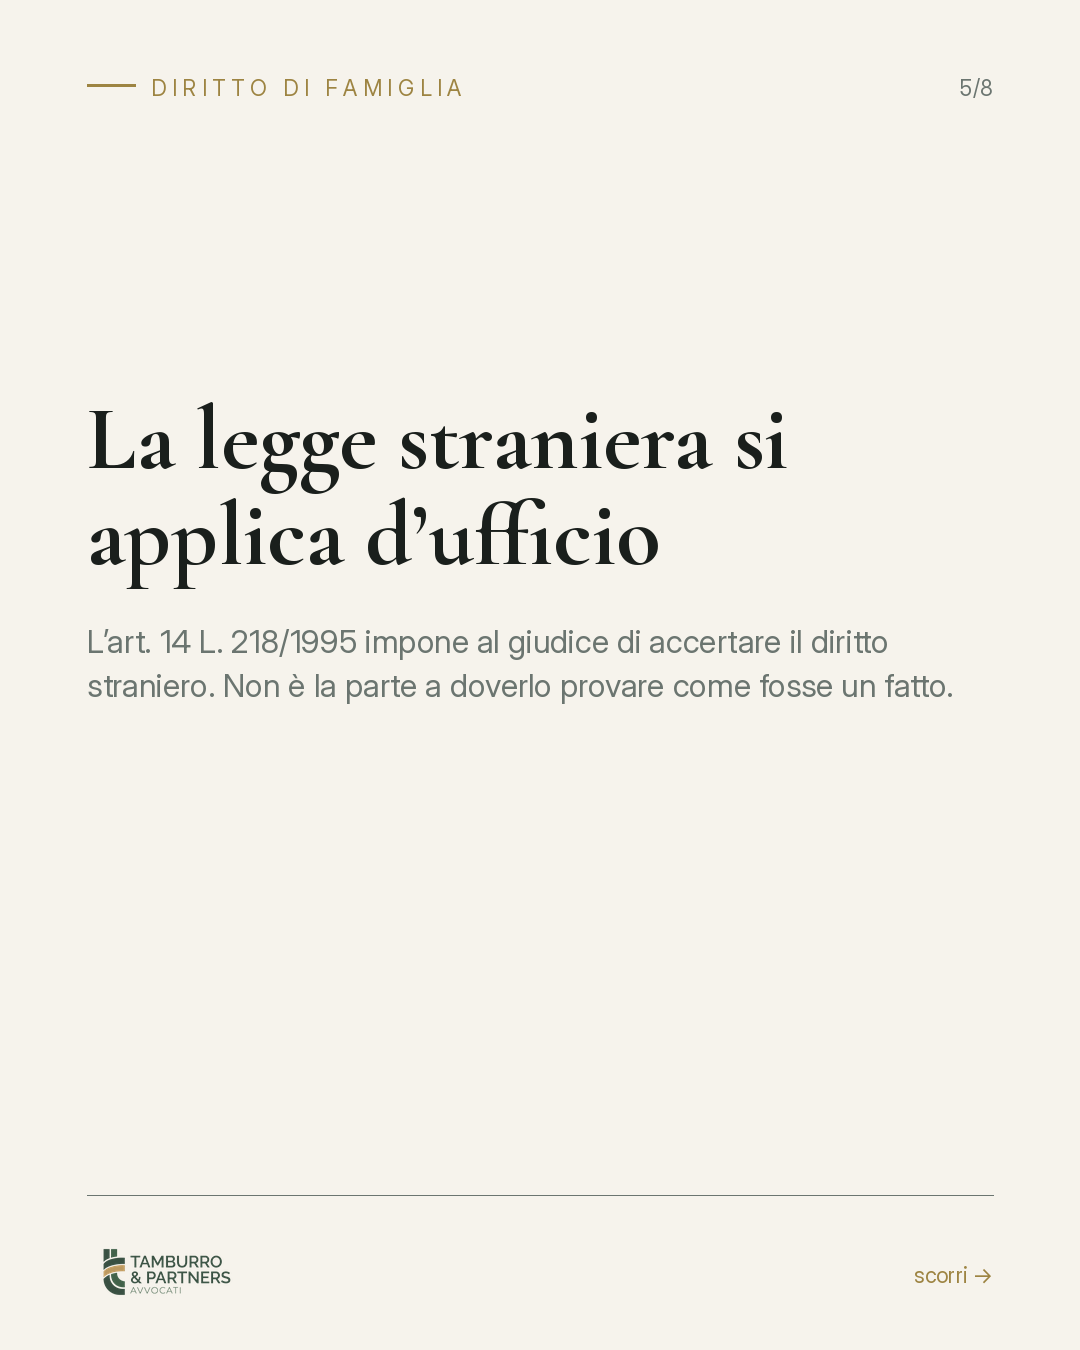 DIRITTO DI FAMIGLIA
5/8
La legge straniera si
applica d’ufficio
L’art. 14 L. 218/1995 impone al giudice di accertare il diritto
straniero. Non è la parte a doverlo provare come fosse un fatto.
TAMBURRO
& PARTNERS
AVVOCATI
scorri →